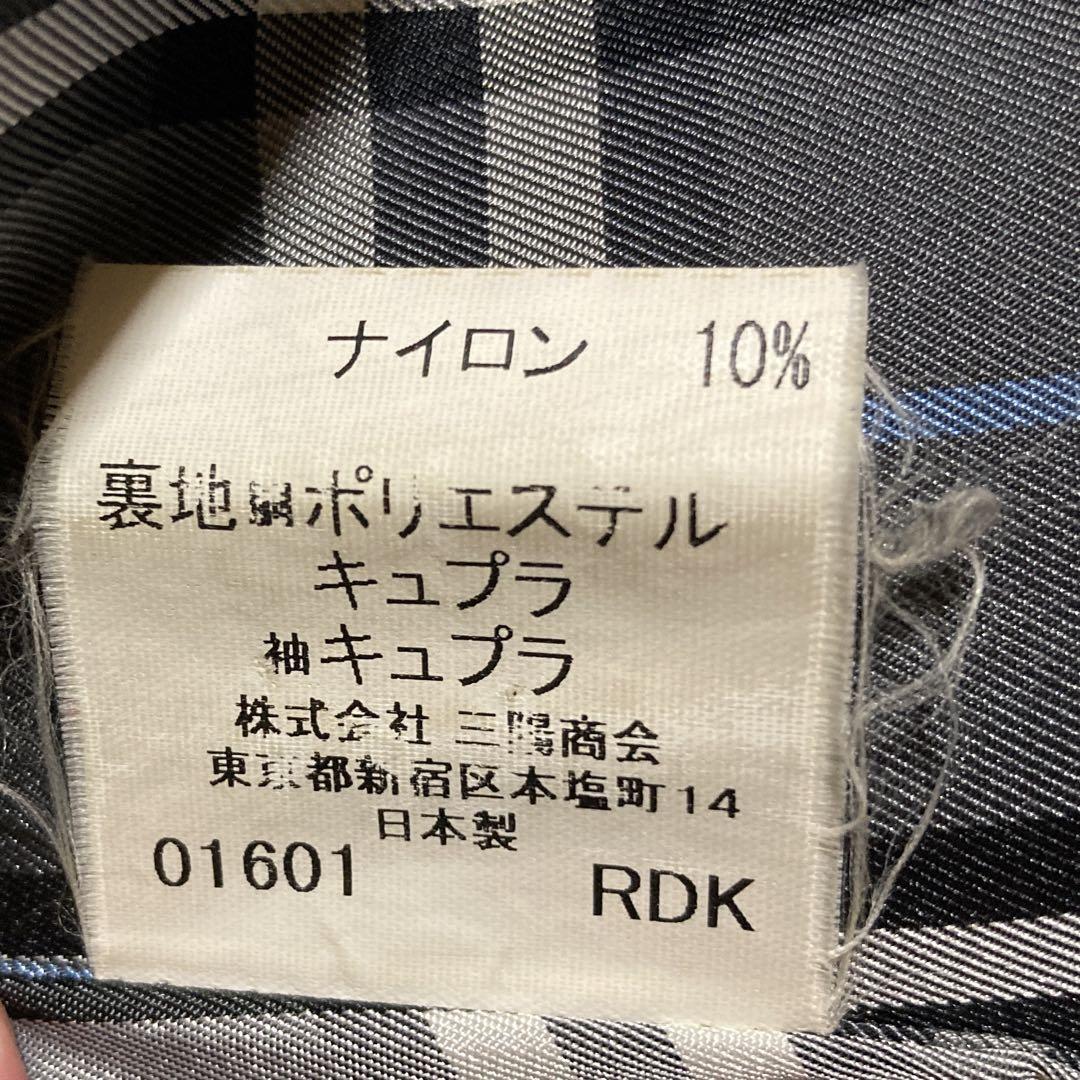 ナイロン 10%
裏地 ポリエステル
キュプラ
袖キュプラ
株式会社 三陽商会
東京都新宿区本塩町14
日本製
01601 RDK